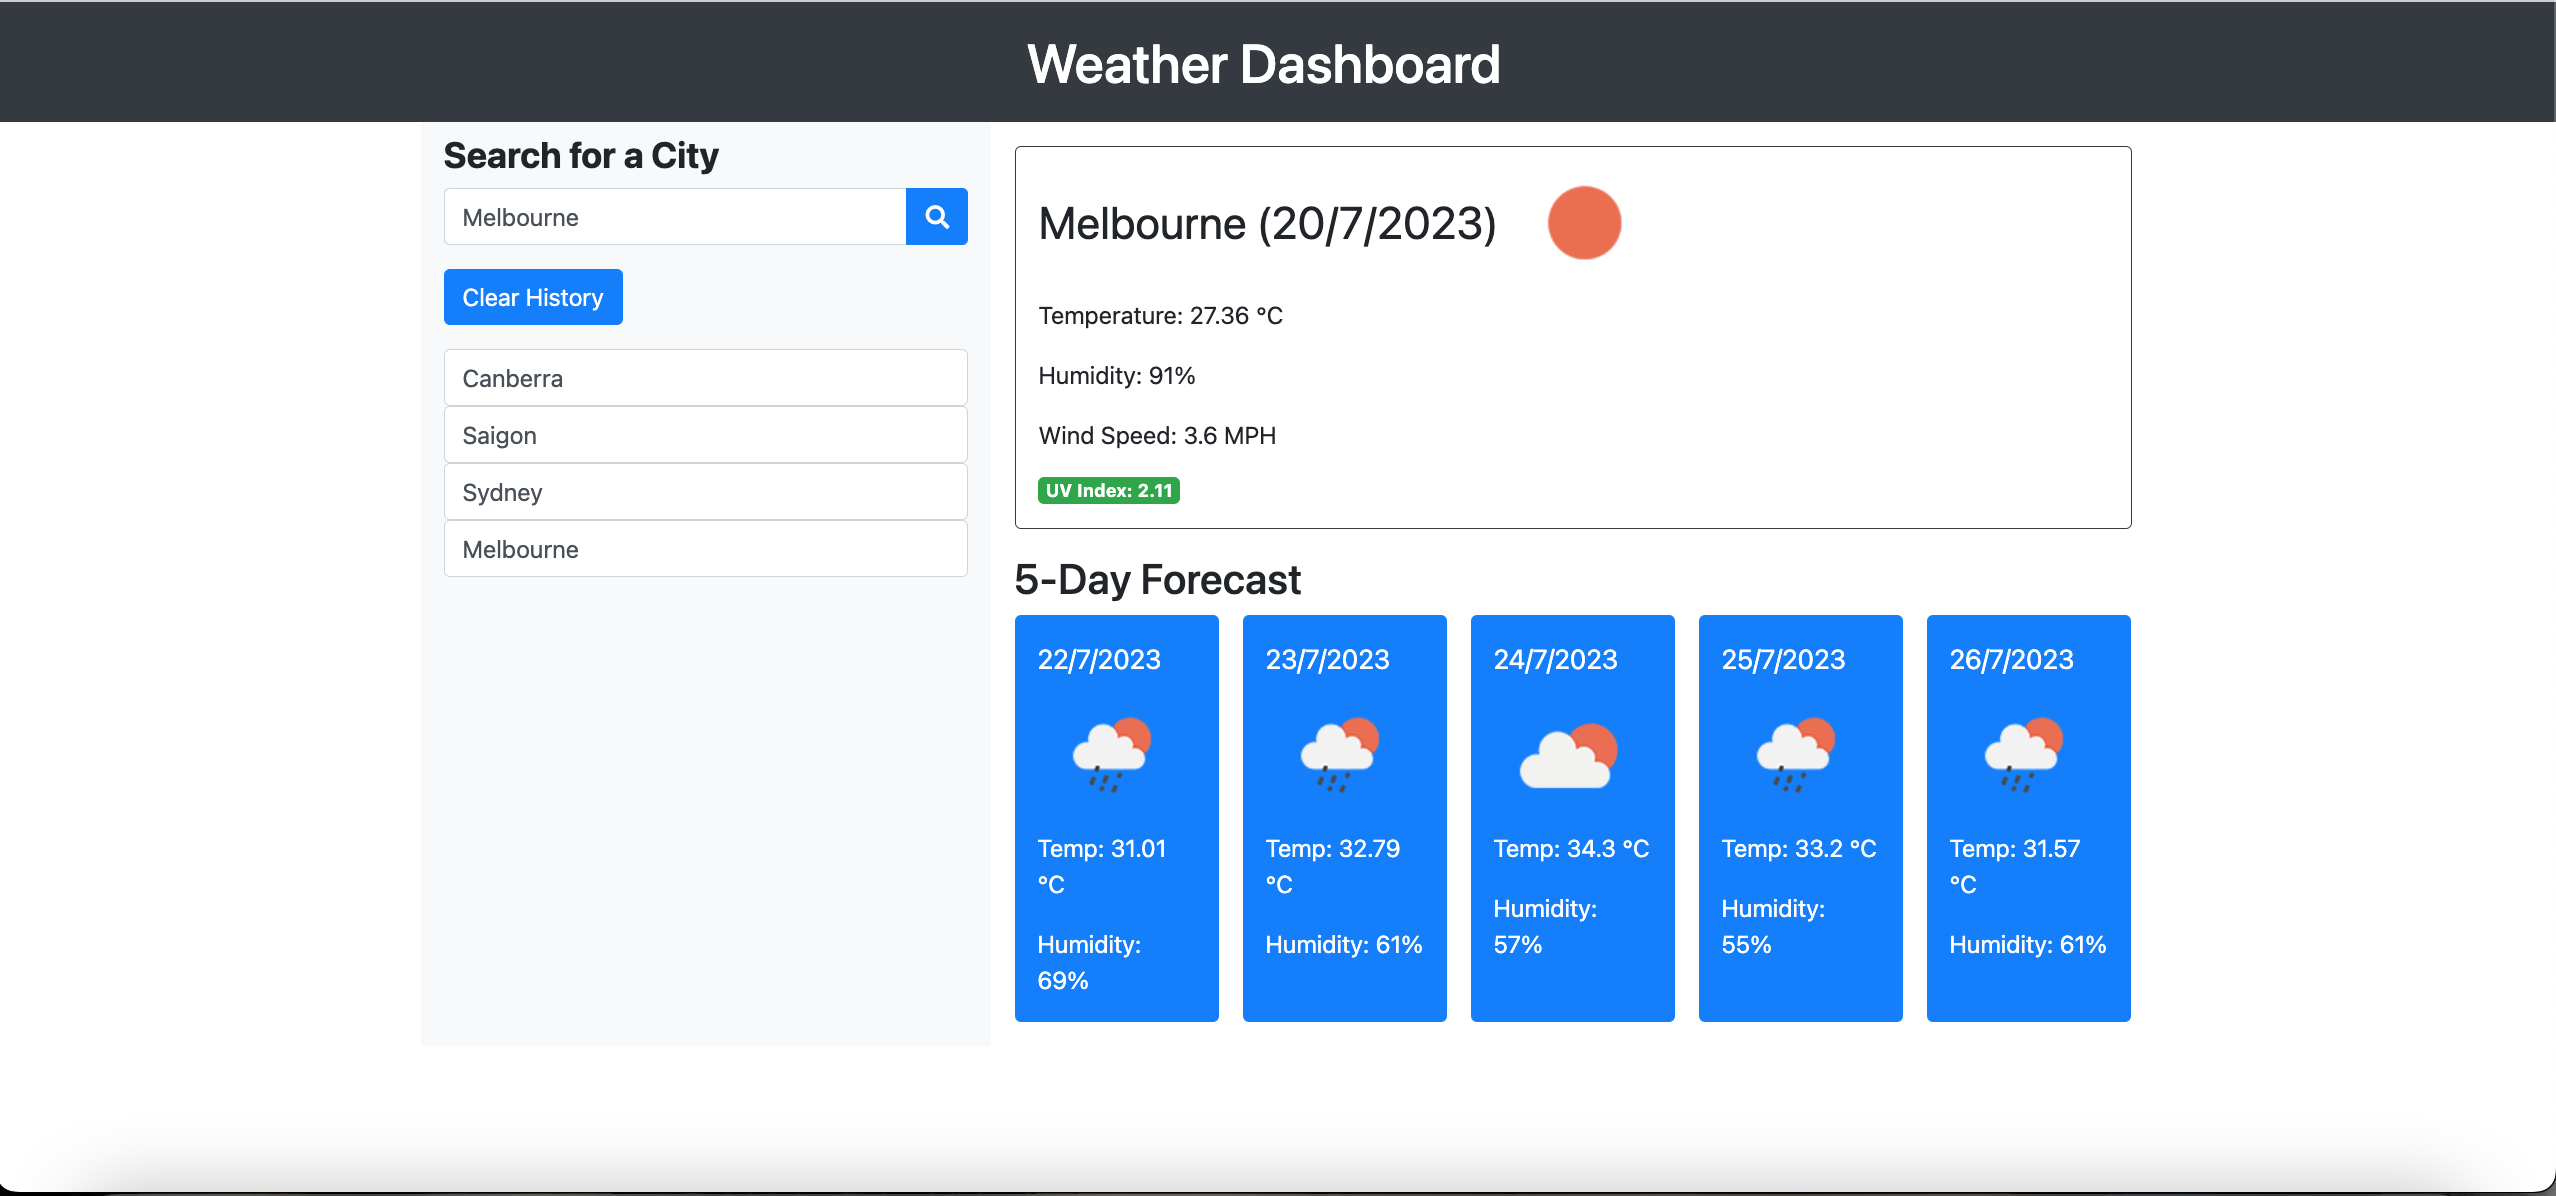 Weather Dashboard
Search for a City
Melbourne
Clear History
Canberra
Saigon
Sydney
Melbourne
Melbourne (20/7/2023)
Temperature: 27.36 °C
Humidity: 91%
Wind Speed: 3.6 MPH
UV Index: 2.11
5-Day Forecast
22/7/2023
Temp: 31.01
°C
Humidity:
69%
23/7/2023
Temp: 32.79
°C
Humidity: 61%
24/7/2023
Temp: 34.3 °C
Humidity:
57%
25/7/2023
Temp: 33.2 °C
Humidity:
55%
26/7/2023
Temp: 31.57
°C
Humidity: 61%